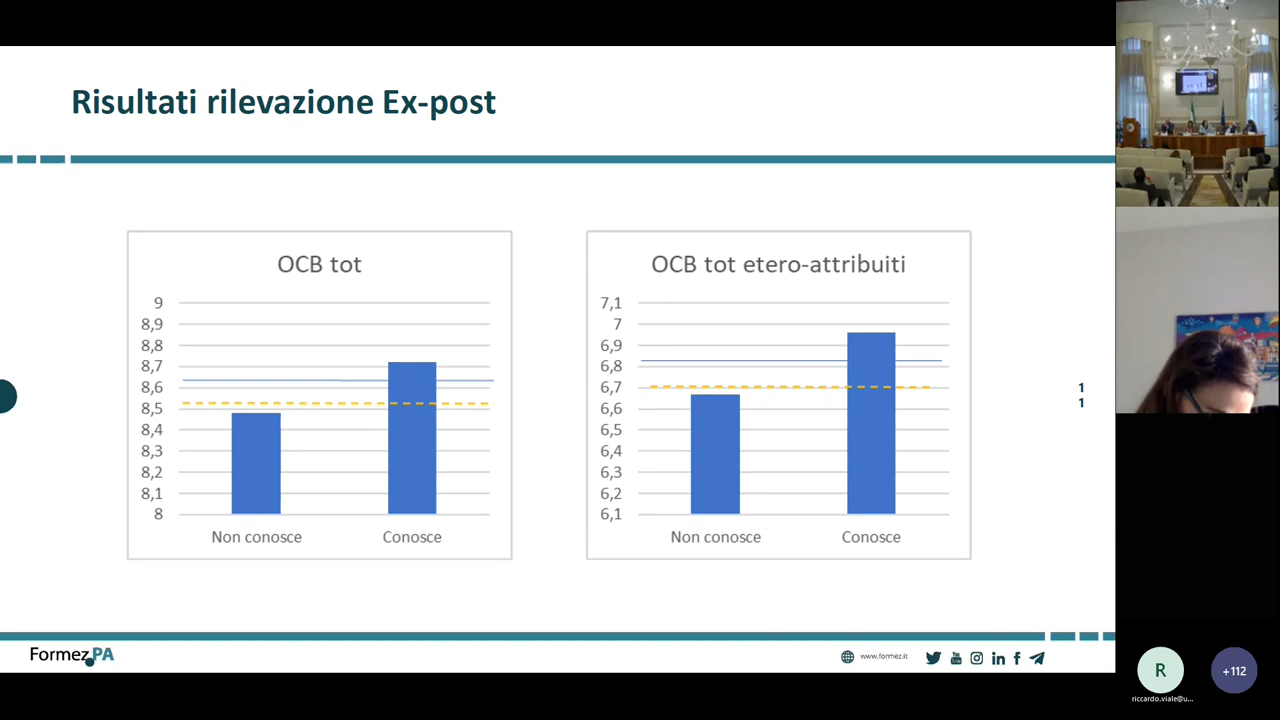 Risultati rilevazione Ex-post
OCB tot
9
8,9
8,8
8,7
8,6
8,5
8,4
8,3
8,2
8,1
8
Non conosce Conosce
OCB tot etero-attribuiti
7,1
7
6,9
6,8
6,7
6,6
6,5
6,4
6,3
6,2
6,1
Non conosce Conosce
1
1
FormezPA
www.formez.it
R
+112
riccardo.viale@u...